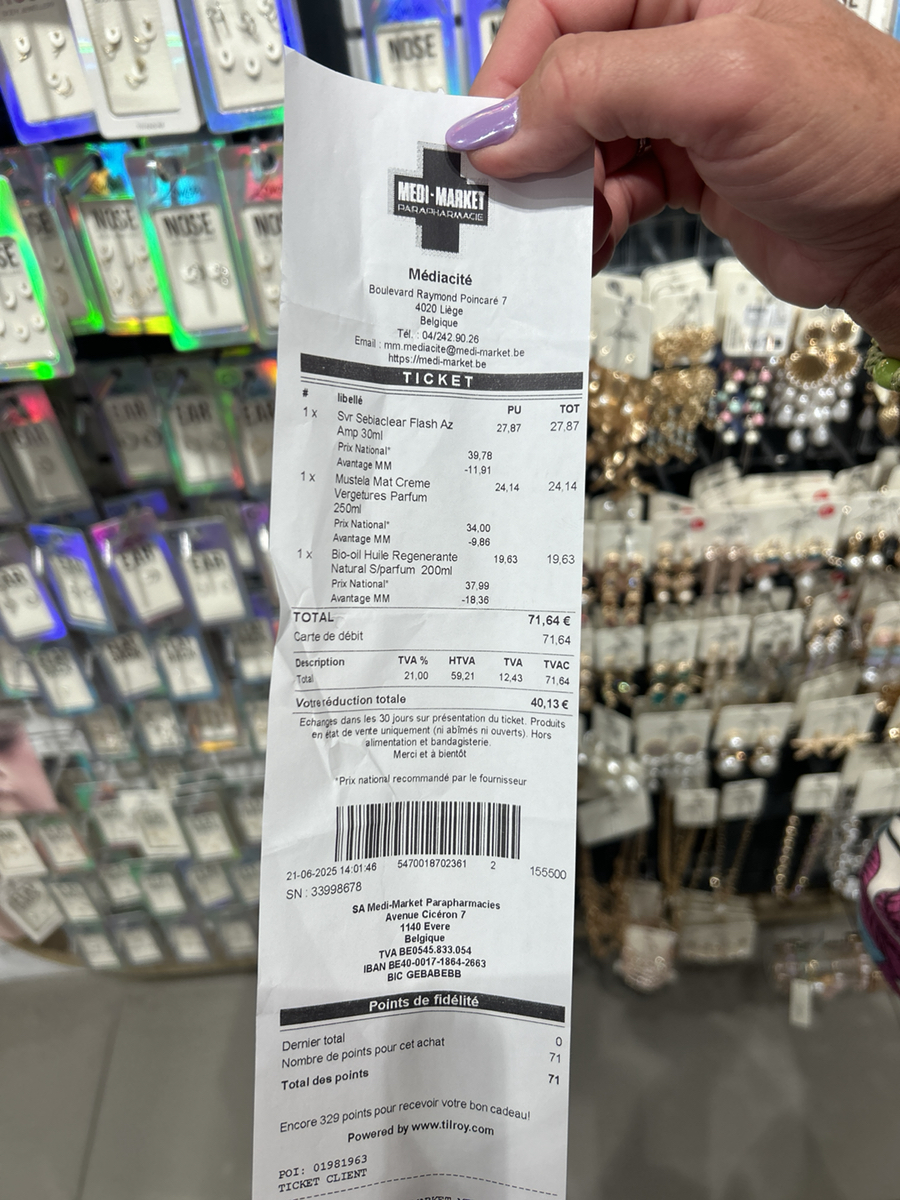 NOSE
NOSE
NOSE
EAR
EAR
EAR
EAR
EAR
MEDI-MARKET
PARAPHARMACIE
Médiacité
Boulevard Raymond Poincaré 7
4020 Liège
Belgique
Tél. : 04/242.90.26
Email : mm.mediacite@medi-market.be
https://medi-market.be
TICKET
# libellé PU TOT
1 x Svr Sebiaclear Flash Az 27,87 27,87
Amp 30ml
Prix National* 39,78
Avantage MM -11,91
1 x Mustela Mat Creme 24,14 24,14
Vergetures Parfum
250ml
Prix National* 34,00
Avantage MM -9,86
1 x Bio-oil Huile Regenerante 19,63 19,63
Natural S/parfum 200ml
Prix National* 37,99
Avantage MM -18,36
TOTAL 71,64 €
Carte de débit 71,64
Description TVA % HTVA TVA TVAC
Total 21,00 59,21 12,43 71,64
Votre réduction totale 40,13 €
Echanges dans les 30 jours sur présentation du ticket. Produits
en état de vente uniquement (ni abîmés ni ouverts). Hors
alimentation et bandagisterie.
Merci et à bientôt
*Prix national recommandé par le fournisseur
21-06-2025 14:01:46 5470018702361 2 155500
SN : 33998678
SA Medi-Market Parapharmacies
Avenue Cicéron 7
1140 Evere
Belgique
TVA BE0545.833.054
IBAN BE40-0017-1864-2663
BIC GEBABEBB
Points de fidélité
Dernier total 0
Nombre de points pour cet achat 71
Total des points 71
Encore 329 points pour recevoir votre bon cadeau!
Powered by www.tilroy.com
POI: 01981963
TICKET CLIENT